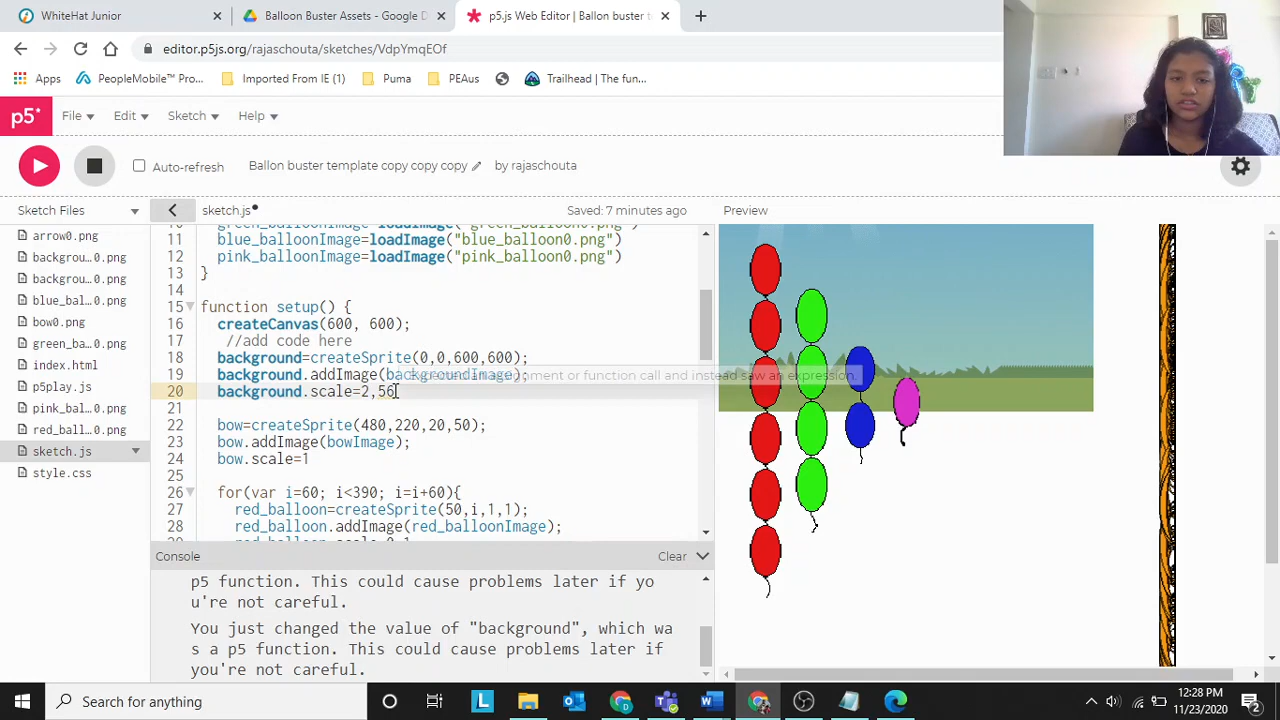 WhiteHat Junior × Balloon Buster Assets - Google D × p5.js Web Editor | Ballon buster t × +
editor.p5js.org/rajaschouta/sketches/VdpYmqEOf
Apps PeopleMobile™ Pro... Imported From IE (1) Puma PEAus Trailhead | The fun...
p5* File Edit Sketch Help
Auto-refresh Ballon buster template copy copy copy by rajaschouta
Sketch Files sketch.js• Saved: 7 minutes ago Preview
arrow0.png
backgrou...0.png
backgrou...0.png
blue_bal...0.png
bow0.png
green_ba...0.png
index.html
p5play.js
pink_bal...0.png
red_ball...0.png
sketch.js
style.css
10 green_balloonImage=loadImage("green_balloon0.png")
11 blue_balloonImage=loadImage("blue_balloon0.png")
12 pink_balloonImage=loadImage("pink_balloon0.png")
13 }
14
15 function setup() {
16 createCanvas(600, 600);
17 //add code here
18 background=createSprite(0,0,600,600);
19 background.addImage(backgroundImage);
20 background.scale=2,56
21
22 bow=createSprite(480,220,20,50);
23 bow.addImage(bowImage);
24 bow.scale=1
25
26 for(var i=60; i<390; i=i+60){
27 red_balloon=createSprite(50,i,1,1);
28 red_balloon.addImage(red_balloonImage);
Console Clear
p5 function. This could cause problems later if yo
u're not careful.
You just changed the value of "background", which wa
s a p5 function. This could cause problems later if
you're not careful.
Search for anything
12:28 PM
11/23/2020
2